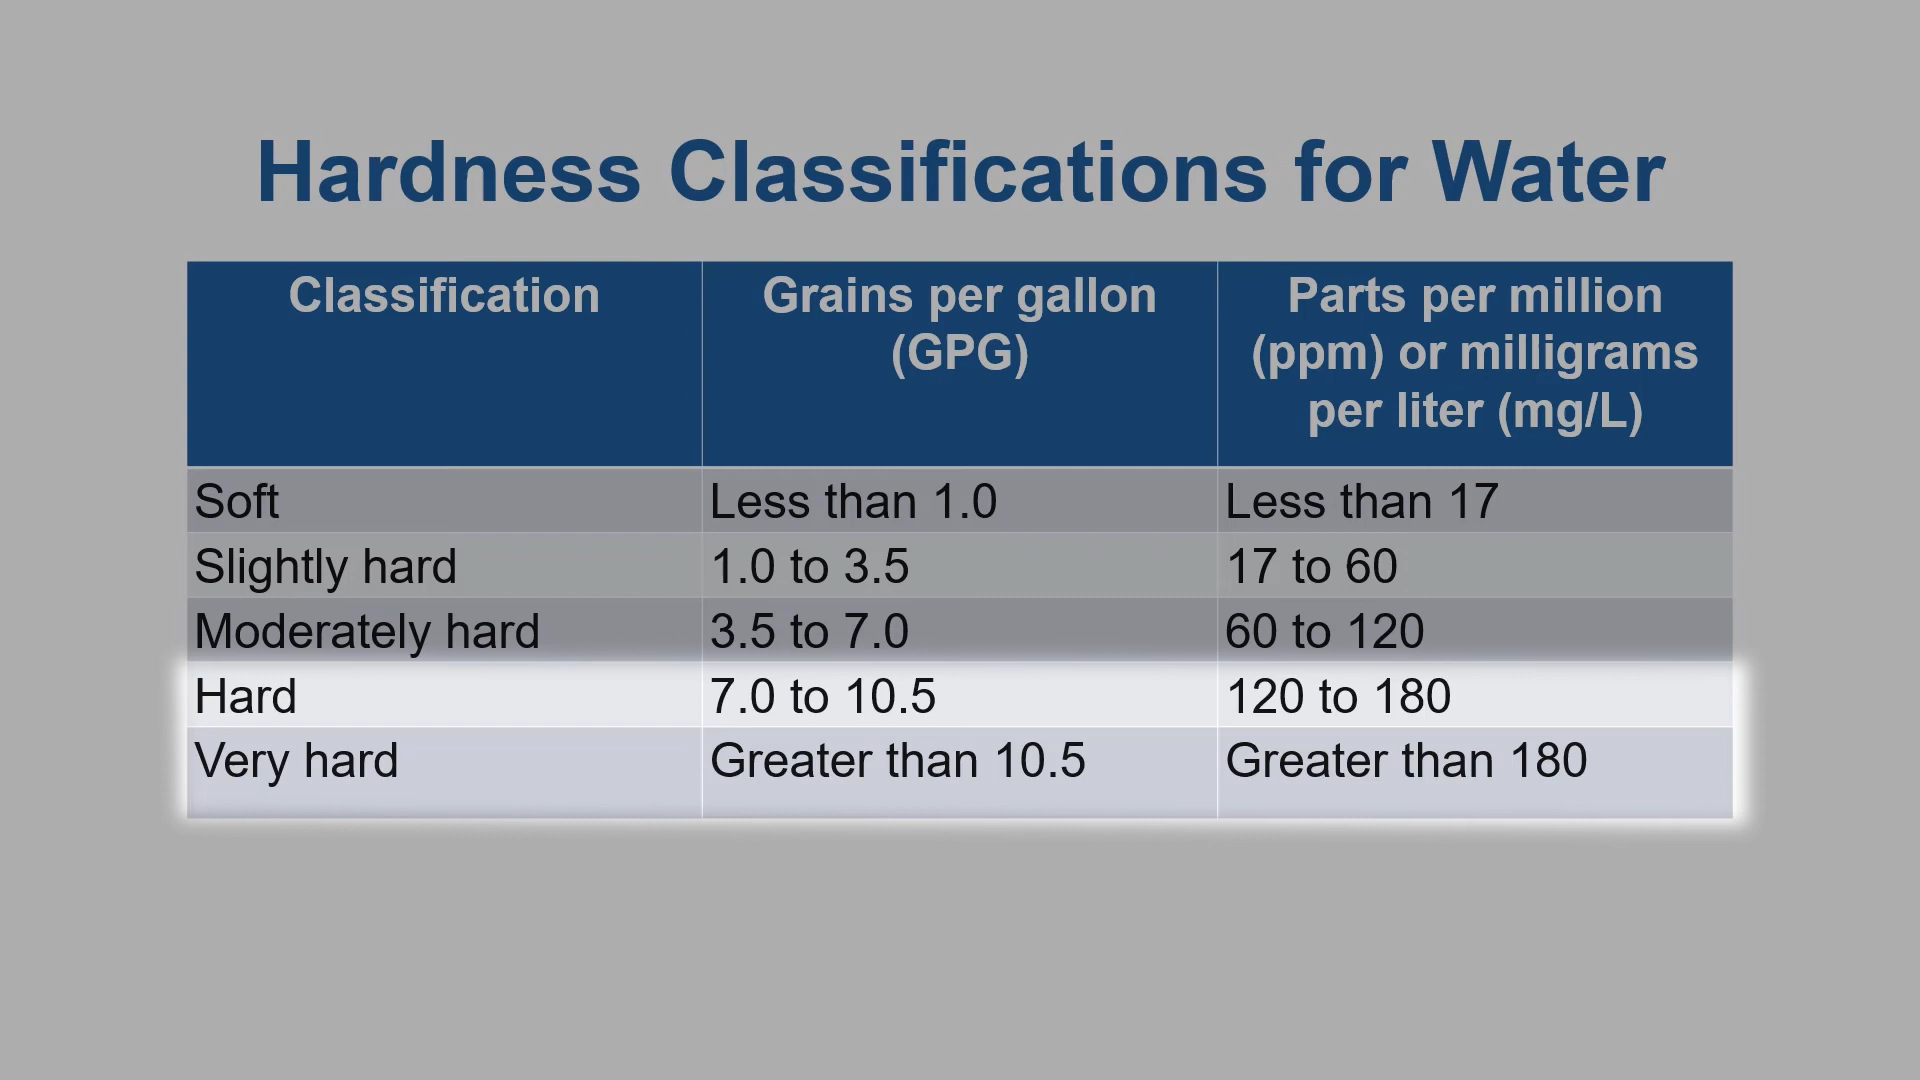 Hardness Classifications for Water
Classification
Grains per gallon
(GPG)
Parts per million
(ppm) or milligrams
per liter (mg/L)
Soft
Less than 1.0
Less than 17
Slightly hard
1.0 to 3.5
17 to 60
Moderately hard
3.5 to 7.0
60 to 120
Hard
7.0 to 10.5
120 to 180
Very hard
Greater than 10.5
Greater than 180